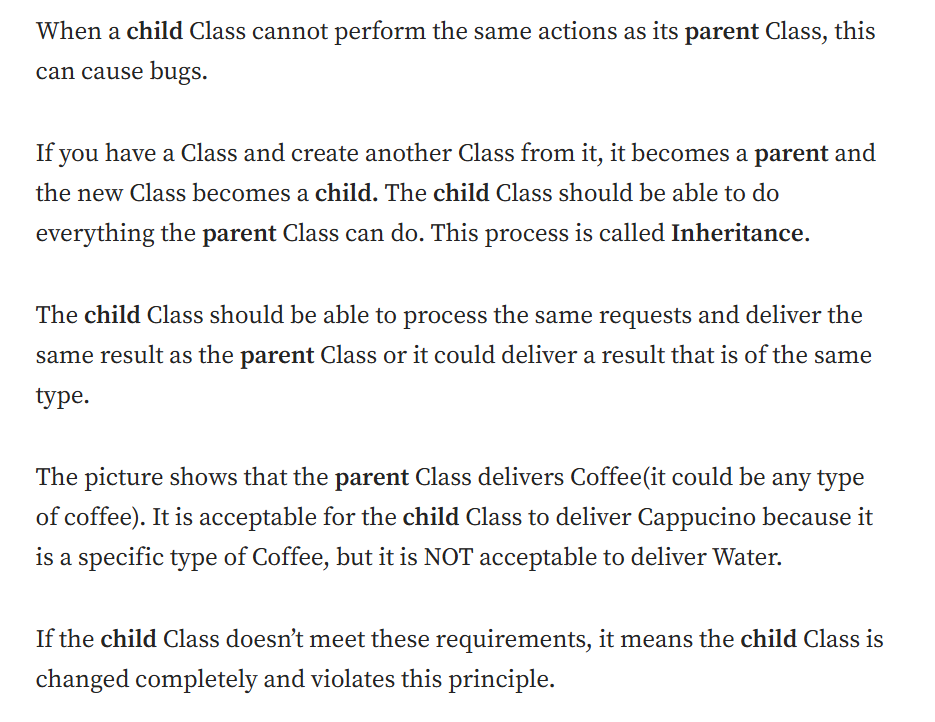 When a child Class cannot perform the same actions as its parent Class, this
can cause bugs.
If you have a Class and create another Class from it, it becomes a parent and
the new Class becomes a child. The child Class should be able to do
everything the parent Class can do. This process is called Inheritance.
The child Class should be able to process the same requests and deliver the
same result as the parent Class or it could deliver a result that is of the same
type.
The picture shows that the parent Class delivers Coffee(it could be any type
of coffee). It is acceptable for the child Class to deliver Cappucino because it
is a specific type of Coffee, but it is NOT acceptable to deliver Water.
If the child Class doesn’t meet these requirements, it means the child Class is
changed completely and violates this principle.